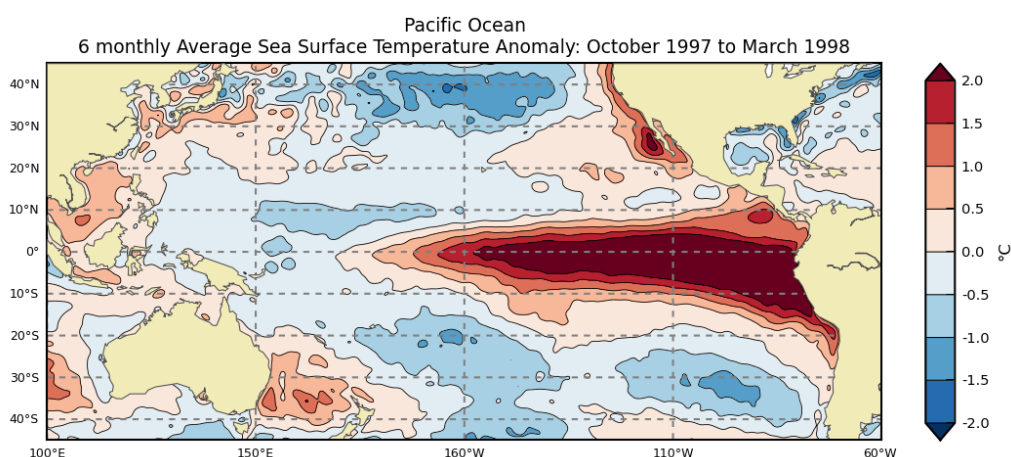 Pacific Ocean
6 monthly Average Sea Surface Temperature Anomaly: October 1997 to March 1998
40°N
30°N
20°N
10°N
0°
10°S
20°S
30°S
40°S
100°E 150°E 160°W 110°W 60°W
2.0
1.5
1.0
0.5
0.0
-0.5
-1.0
-1.5
-2.0
°C